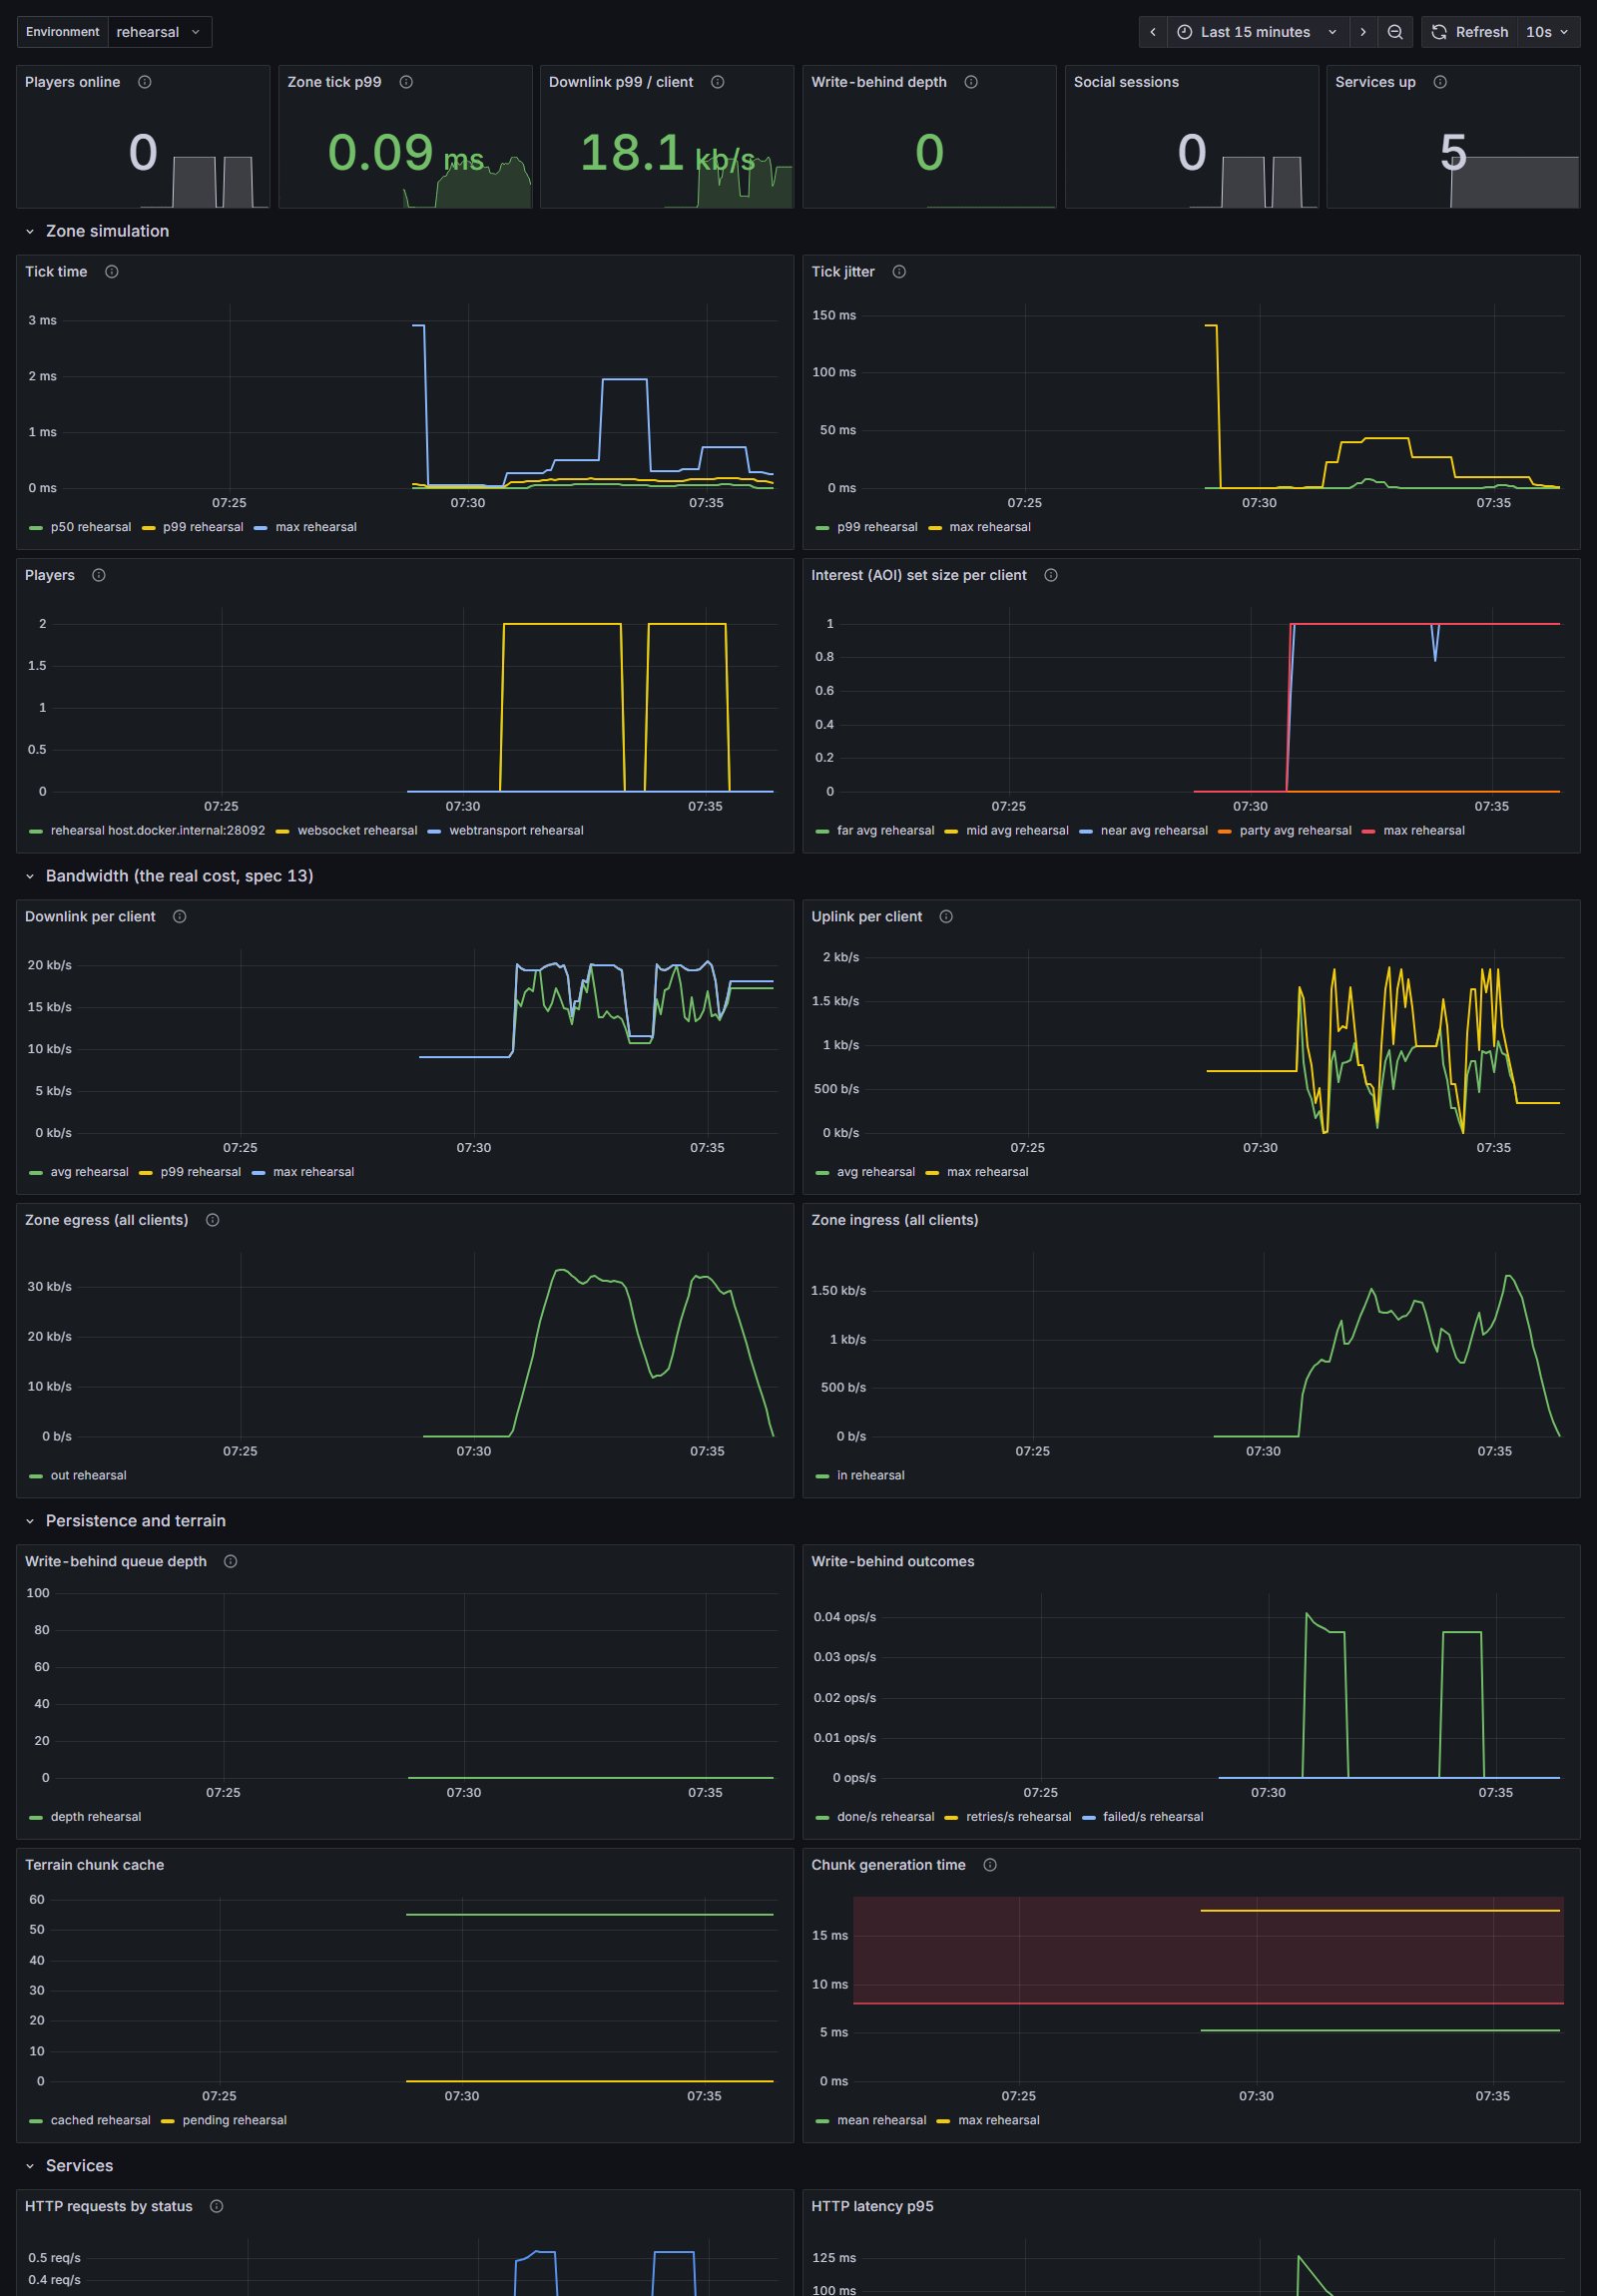 Environment rehearsal Last 15 minutes Refresh 10s
Players online Zone tick p99 Downlink p99 / client Write-behind depth Social sessions Services up
0 0.09 ms 18.1 kb/s 0 0 5
Zone simulation
Tick time
3 ms
2 ms
1 ms
0 ms
07:25 07:30 07:35
p50 rehearsal p99 rehearsal max rehearsal
Tick jitter
150 ms
100 ms
50 ms
0 ms
07:25 07:30 07:35
p99 rehearsal max rehearsal
Players
2
1.5
1
0.5
0
07:25 07:30 07:35
rehearsal host.docker.internal:28092 websocket rehearsal webtransport rehearsal
Interest (AOI) set size per client
1
0.8
0.6
0.4
0.2
0
07:25 07:30 07:35
far avg rehearsal mid avg rehearsal near avg rehearsal party avg rehearsal max rehearsal
Bandwidth (the real cost, spec 13)
Downlink per client
20 kb/s
15 kb/s
10 kb/s
5 kb/s
0 kb/s
07:25 07:30 07:35
avg rehearsal p99 rehearsal max rehearsal
Uplink per client
2 kb/s
1.5 kb/s
1 kb/s
500 b/s
0 kb/s
07:25 07:30 07:35
avg rehearsal max rehearsal
Zone egress (all clients)
30 kb/s
20 kb/s
10 kb/s
0 b/s
07:25 07:30 07:35
out rehearsal
Zone ingress (all clients)
1.50 kb/s
1 kb/s
500 b/s
0 b/s
07:25 07:30 07:35
in rehearsal
Persistence and terrain
Write-behind queue depth
100
80
60
40
20
0
07:25 07:30 07:35
depth rehearsal
Write-behind outcomes
0.04 ops/s
0.03 ops/s
0.02 ops/s
0.01 ops/s
0 ops/s
07:25 07:30 07:35
done/s rehearsal retries/s rehearsal failed/s rehearsal
Terrain chunk cache
60
50
40
30
20
10
0
07:25 07:30 07:35
cached rehearsal pending rehearsal
Chunk generation time
15 ms
10 ms
5 ms
0 ms
07:25 07:30 07:35
mean rehearsal max rehearsal
Services
HTTP requests by status
0.5 req/s
0.4 req/s
HTTP latency p95
125 ms
100 ms